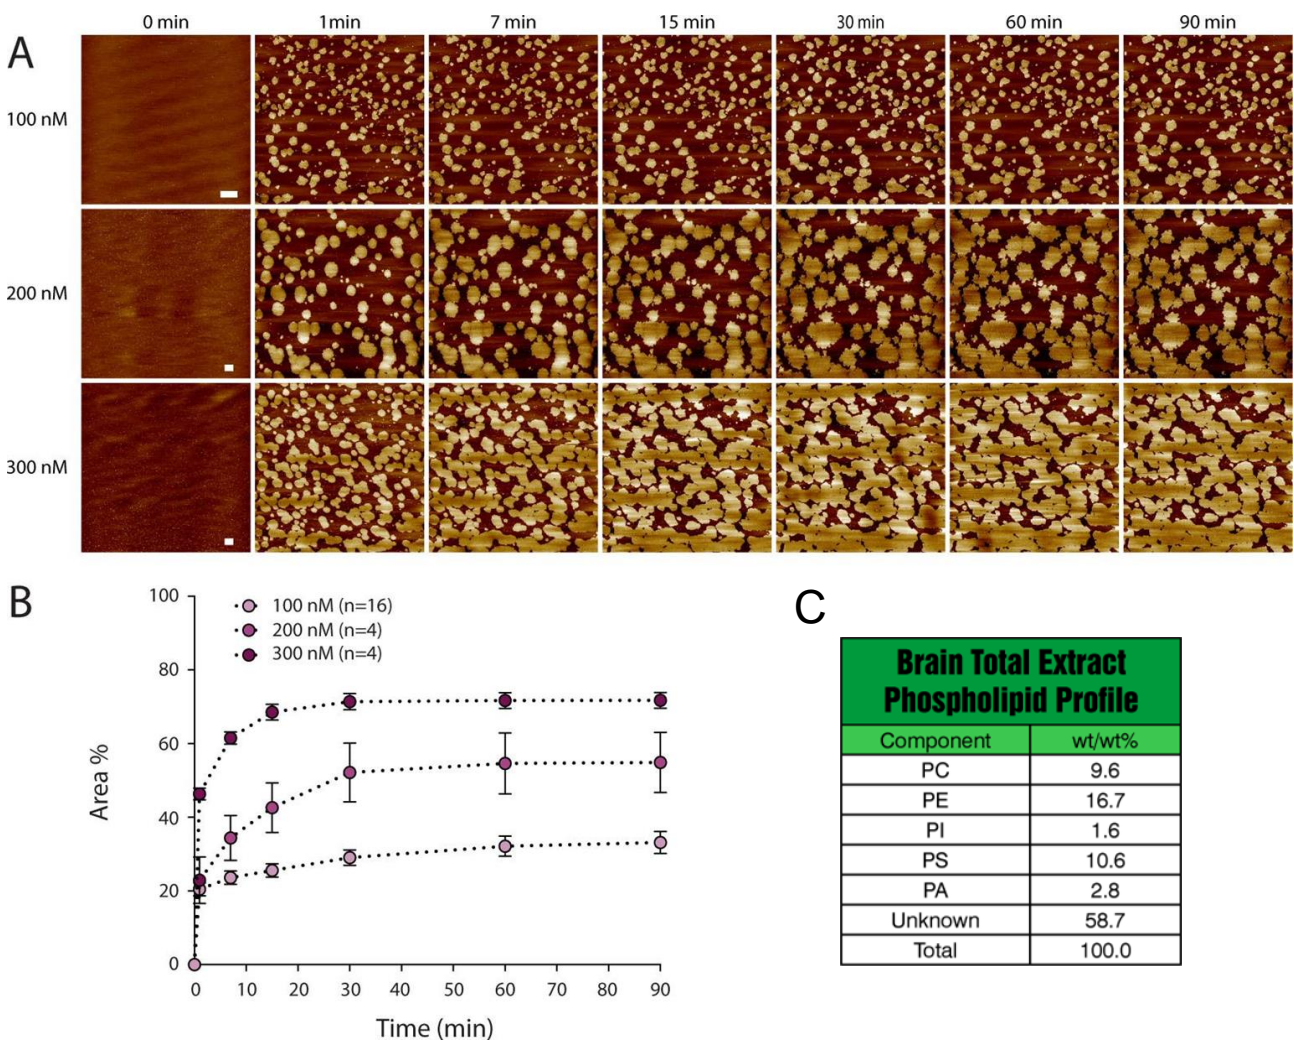 0 min 1min 7 min 15 min 30 min 60 min 90 min
A
100 nM
200 nM
300 nM
B
100 nM (n=16)
200 nM (n=4)
300 nM (n=4)
100
80
60
40
20
0
Area %
0 10 20 30 40 50 60 70 80 90
Time (min)
C
Brain Total Extract
Phospholipid Profile
Component wt/wt%
PC 9.6
PE 16.7
PI 1.6
PS 10.6
PA 2.8
Unknown 58.7
Total 100.0